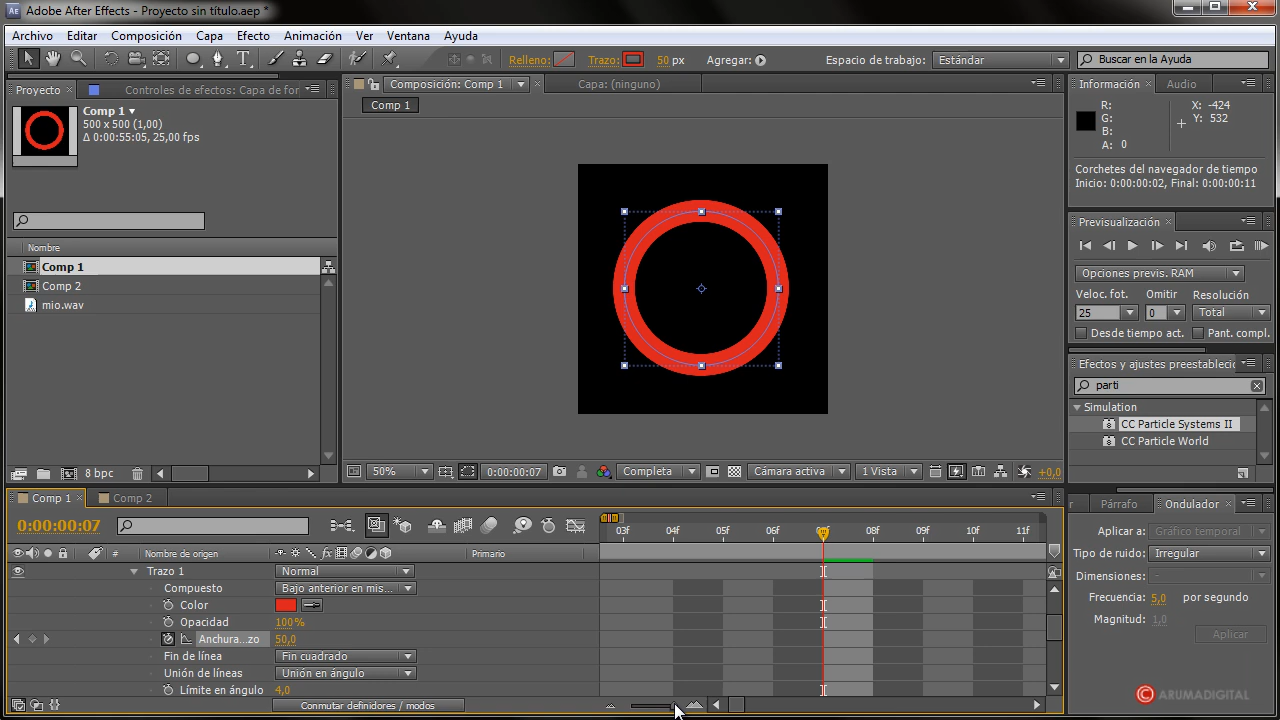 Adobe After Effects - Proyecto sin título.aep *
Archivo Editar Composición Capa Efecto Animación Ver Ventana Ayuda
Relleno: Trazo: 50 px Agregar: Espacio de trabajo: Estándar Buscar en la Ayuda
Proyecto × Controles de efectos: Capa de for
Comp 1
500 x 500 (1,00)
Δ 0:00:55:05, 25,00 fps
Nombre
Comp 1
Comp 2
mio.wav
8 bpc
Composición: Comp 1 Capa: (ninguno)
Comp 1
50% 0:00:00:07 Completa Cámara activa 1 Vista +0,0
Información × Audio
R: X: -424
G: Y: 532
B:
A: 0
Corchetes del navegador de tiempo
Inicio: 0:00:00:02, Final: 0:00:00:11
Previsualización ×
Opciones previs. RAM
Veloc. fot. Omitir Resolución
25 0 Total
Desde tiempo act. Pant. compl.
Efectos y ajustes preestablecid
parti
Simulation
CC Particle Systems II
CC Particle World
Comp 1 × Comp 2
0:00:00:07
03f 04f 05f 06f 07f 08f 09f 10f 11f
# Nombre de origen Primario
Trazo 1 Normal
Compuesto Bajo anterior en mis...
Color
Opacidad 100%
Anchura...zo 50,0
Fin de línea Fin cuadrado
Unión de líneas Unión en ángulo
Límite en ángulo 4,0
Conmutar definidores / modos
r Párrafo Ondulador ×
Aplicar a: Gráfico temporal
Tipo de ruido: Irregular
Dimensiones: -
Frecuencia: 5,0 por segundo
Magnitud: 1,0
Aplicar
© ARUMADIGITAL